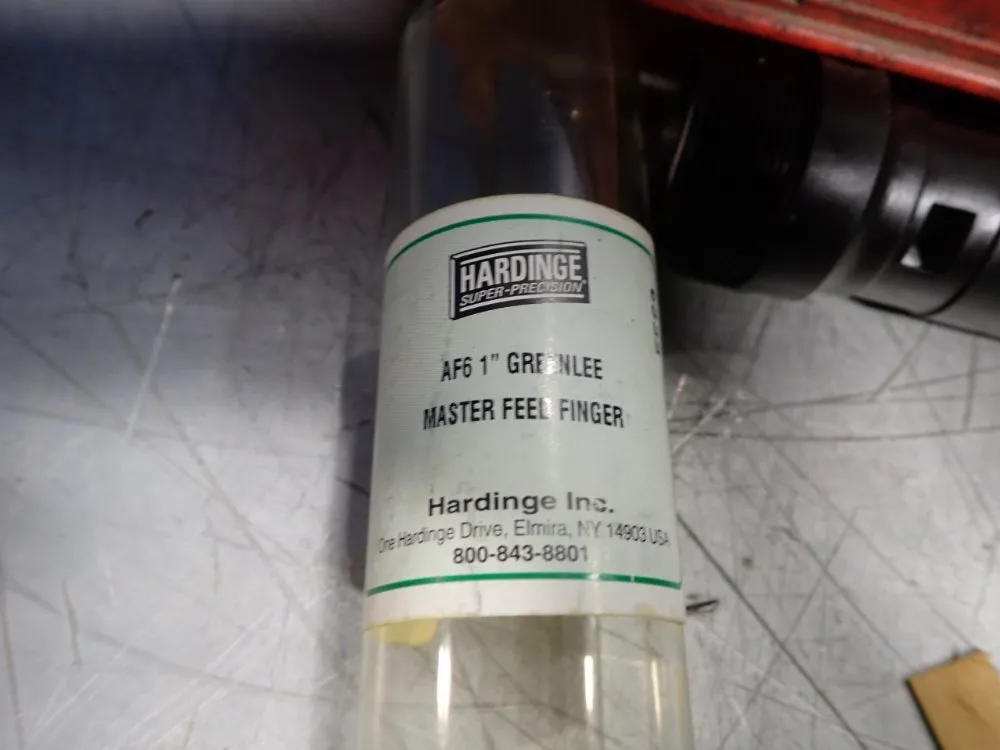 HARDINGE
SUPER-PRECISION®
AF6 1" GREENLEE
MASTER FEED FINGER
Hardinge Inc.
One Hardinge Drive, Elmira, NY 14903 USA
800-843-8801